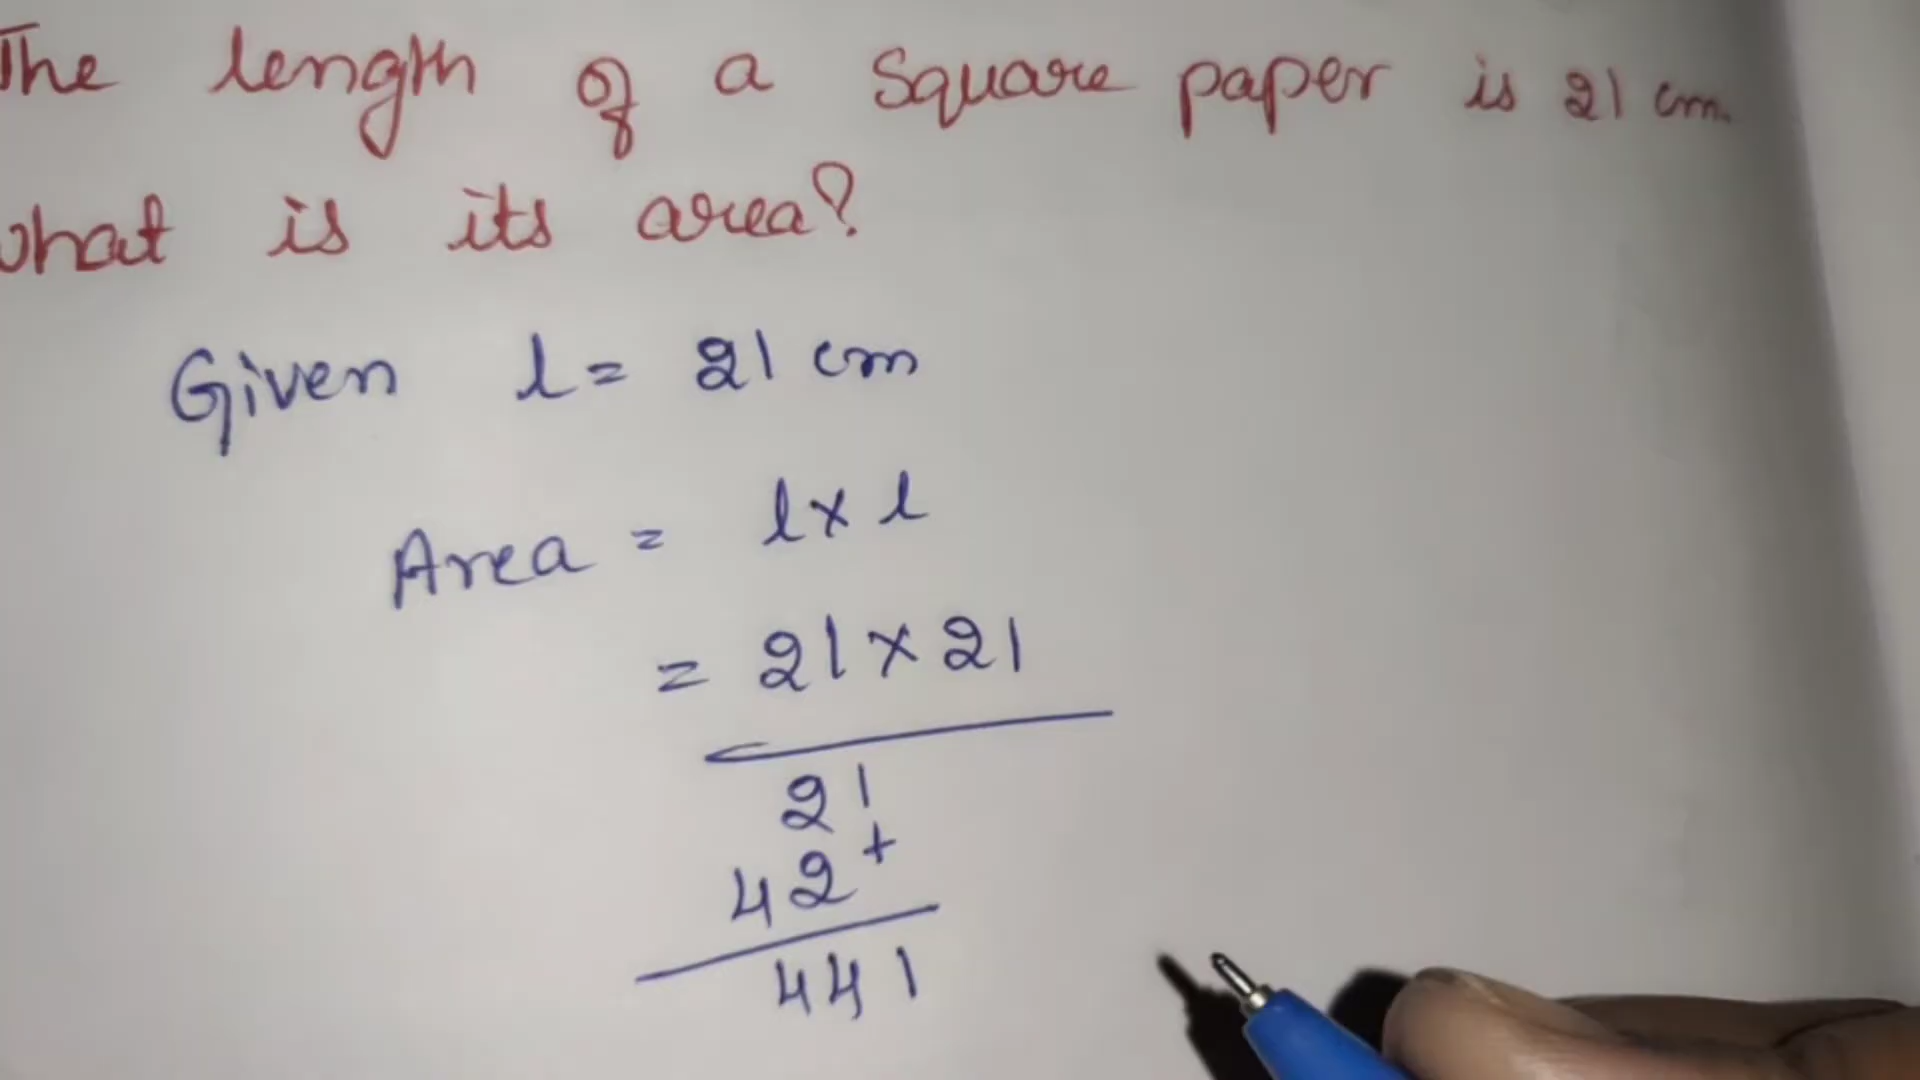 The length of a square paper is 21 cm.
what is its area?
Given l = 21 cm
Area = l x l
= 21 x 21
21
42 +
441